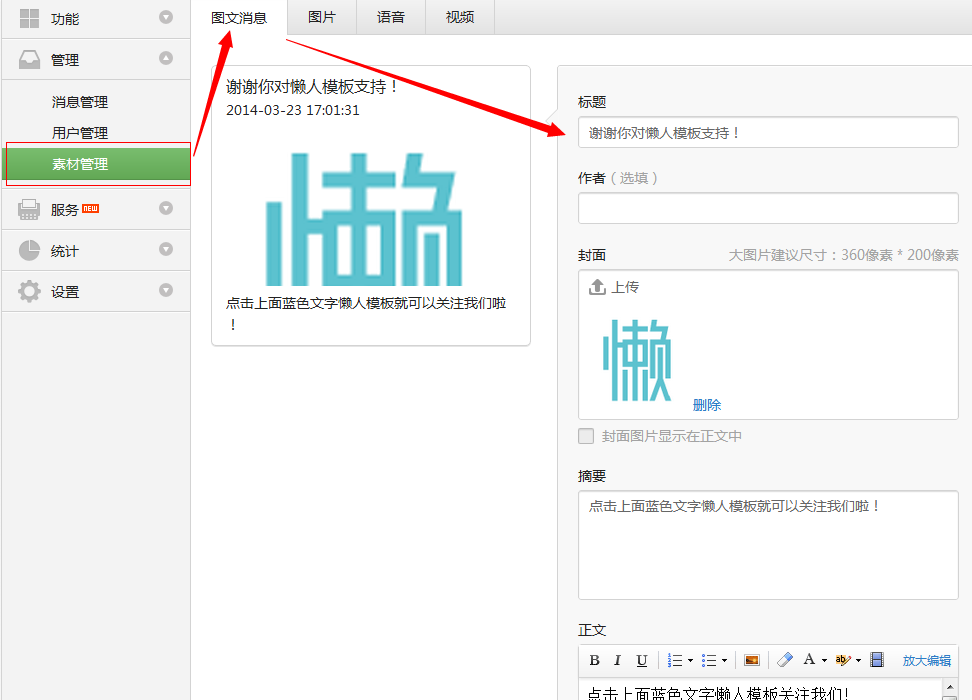 功能
管理
消息管理
用户管理
素材管理
服务 NEW
统计
设置
图文消息 图片 语音 视频
谢谢你对懒人模板支持！
2014-03-23 17:01:31
懒
点击上面蓝色文字懒人模板就可以关注我们啦
！
标题
谢谢你对懒人模板支持！
作者（选填）
封面 大图片建议尺寸：360像素 * 200像素
上传
懒
删除
封面图片显示在正文中
摘要
点击上面蓝色文字懒人模板就可以关注我们啦！
正文
B I U A ab 放大编辑
点击上面蓝色文字懒人模板关注我们!